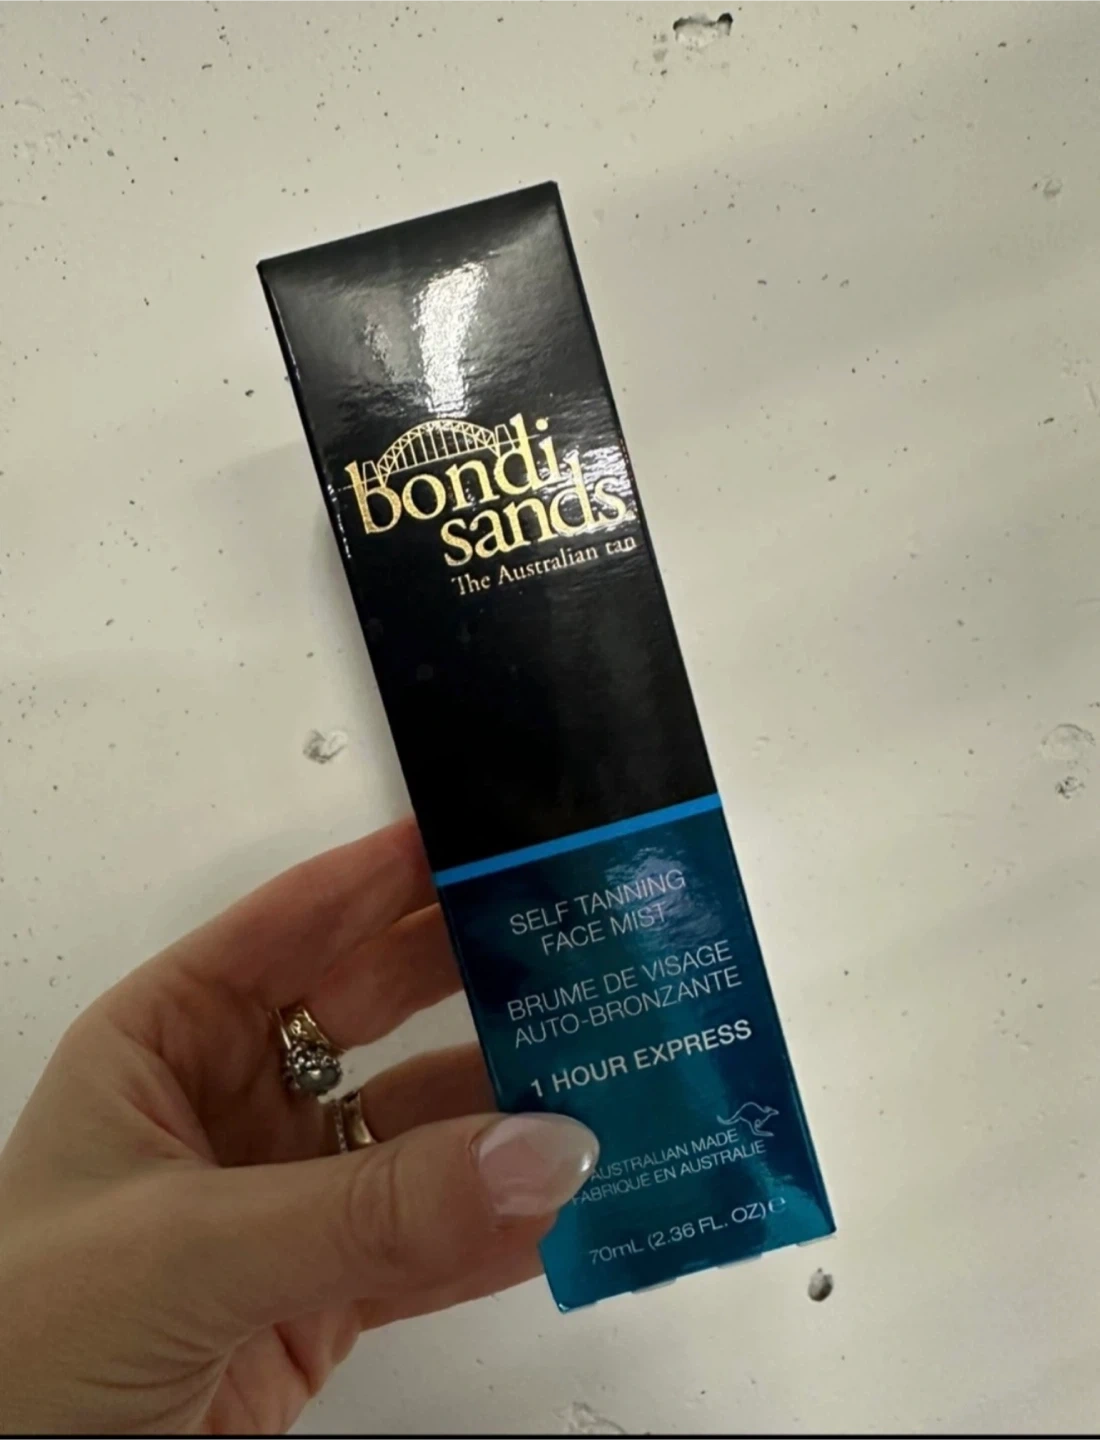 bondi
sands
The Australian tan
SELF TANNING
FACE MIST
BRUME DE VISAGE
AUTO-BRONZANTE
1 HOUR EXPRESS
AUSTRALIAN MADE
FABRIQUÉ EN AUSTRALIE
70mL (2.36 FL. OZ) ℮